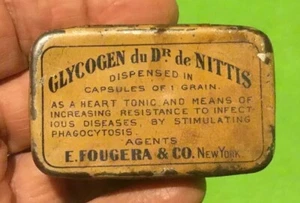 GLYCOGEN du DR de NITTIS
DISPENSED IN
CAPSULES OF 1 GRAIN.
AS A HEART TONIC AND MEANS OF
INCREASING RESISTANCE TO INFECT
IOUS DISEASES, BY STIMULATING
PHAGOCYTOSIS.
AGENTS
E. FOUGERA & CO. NEW YORK.